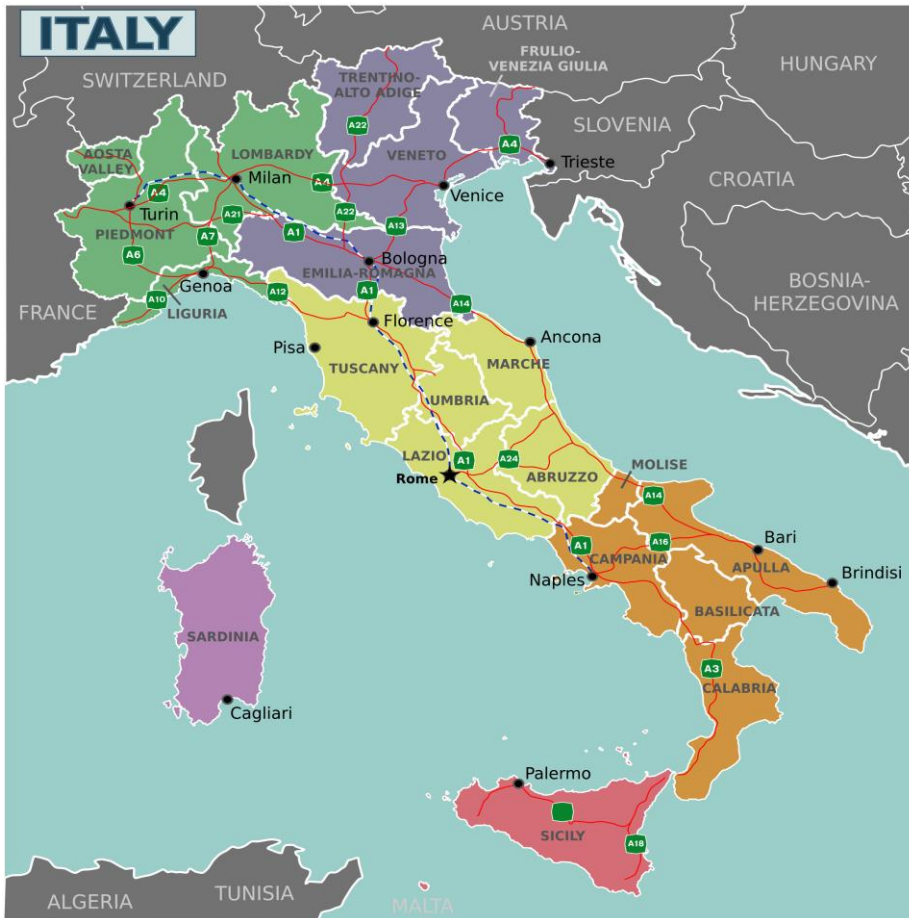 ITALY
AUSTRIA
HUNGARY
SWITZERLAND
FRULIO-
VENEZIA GIULIA
TRENTINO-
ALTO ADIGE
SLOVENIA
A22
AOSTA
VALLEY
LOMBARDY
VENETO
A4
Trieste
CROATIA
Milan
A4
A4
Venice
Turin
A21
A22
A13
PIEDMONT
A7
A1
A6
Bologna
EMILIA-ROMAGNA
BOSNIA-
HERZEGOVINA
Genoa
A12
A1
A10
A14
FRANCE
LIGURIA
Florence
Ancona
Pisa
TUSCANY
MARCHE
UMBRIA
LAZIO
A1
A24
MOLISE
Rome
ABRUZZO
A14
A1
A16
Bari
CAMPANIA
APULLA
Naples
Brindisi
BASILICATA
SARDINIA
A3
CALABRIA
Cagliari
Palermo
SICILY
A18
TUNISIA
ALGERIA
MALTA